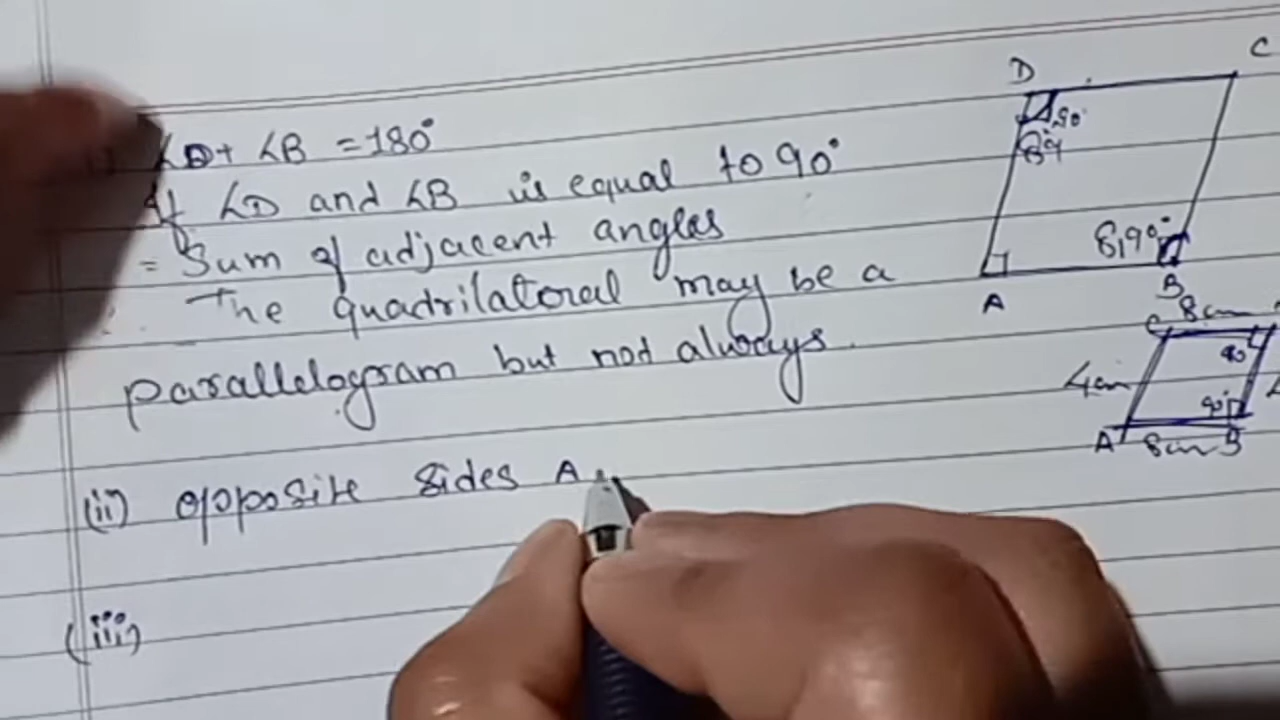 ∠D + ∠B = 180°
If ∠D and ∠B is equal to 90°
= Sum of adjacent angles
The quadrilatoral may be a
parallelogram but not always.
(ii) opposite sides A
(iii)
D
C
90°
A
B
8cm
C
4cm
90
90°
A
8cm
B